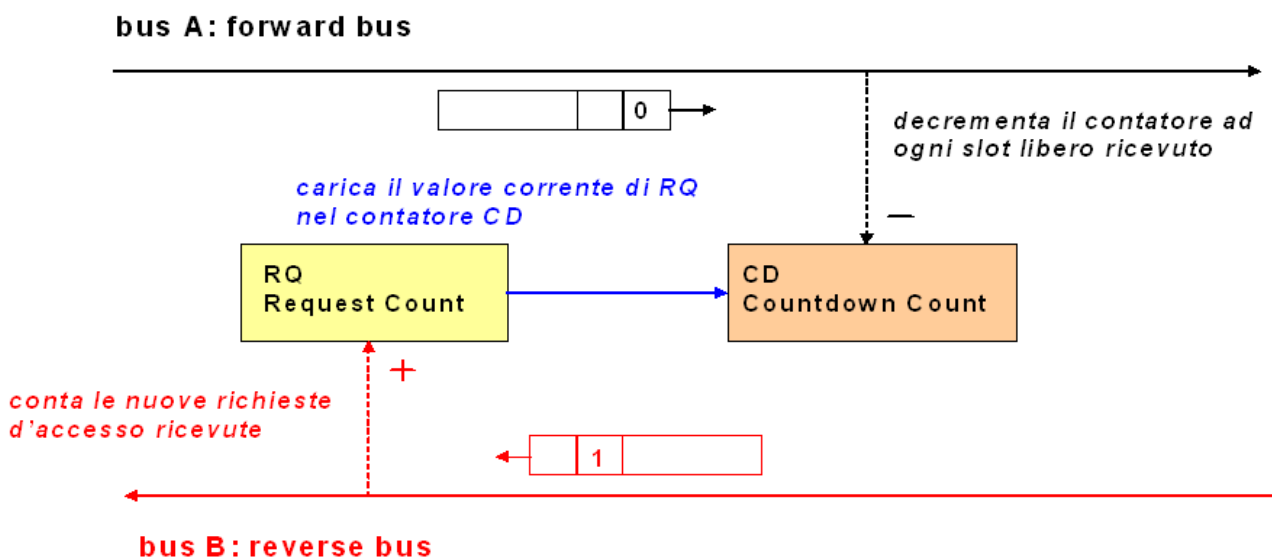 bus A: forward bus
0
decrementa il contatore ad
ogni slot libero ricevuto
carica il valore corrente di RQ
nel contatore CD
−
RQ
Request Count
CD
Countdown Count
+
conta le nuove richieste
d'accesso ricevute
1
bus B: reverse bus